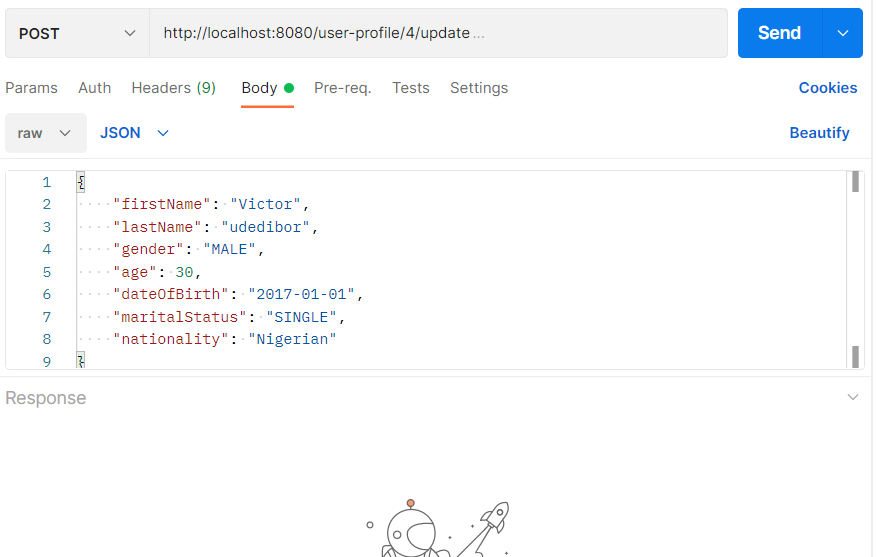 POST http://localhost:8080/user-profile/4/update ... Send
Params Auth Headers (9) Body Pre-req. Tests Settings Cookies
raw JSON Beautify
1 {
2 "firstName": "Victor",
3 "lastName": "udedibor",
4 "gender": "MALE",
5 "age": 30,
6 "dateOfBirth": "2017-01-01",
7 "maritalStatus": "SINGLE",
8 "nationality": "Nigerian"
9 }
Response